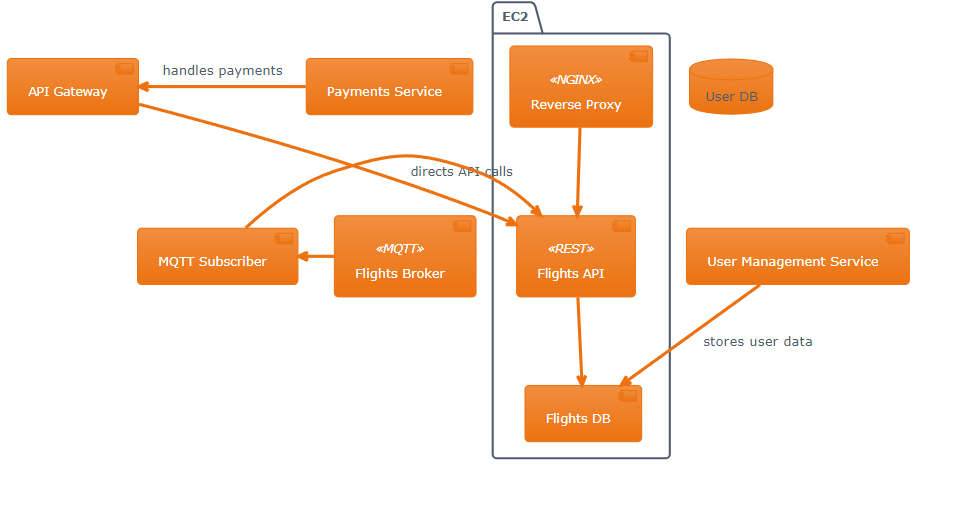 EC2
API Gateway
handles payments
Payments Service
«NGINX»
Reverse Proxy
User DB
directs API calls
MQTT Subscriber
«MQTT»
Flights Broker
«REST»
Flights API
User Management Service
stores user data
Flights DB